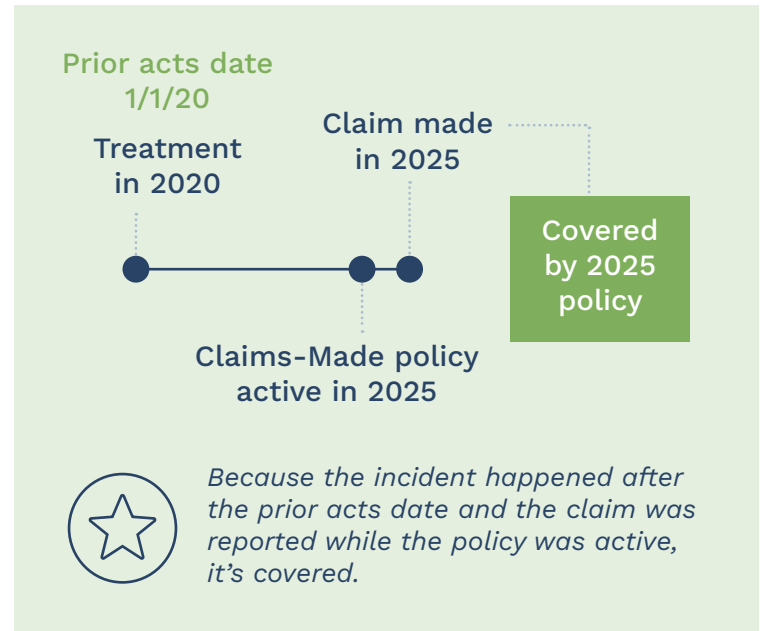 Prior acts date
1/1/20
Treatment
in 2020
Claim made
in 2025
Covered
by 2025
policy
Claims-Made policy
active in 2025
Because the incident happened after
the prior acts date and the claim was
reported while the policy was active,
it’s covered.